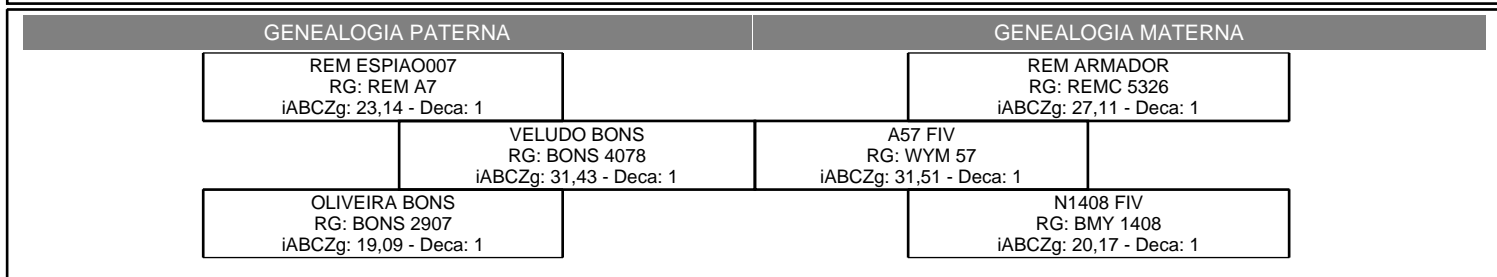 GENEALOGIA PATERNA
GENEALOGIA MATERNA
REM ESPIAO007
RG: REM A7
iABCZg: 23,14 - Deca: 1
REM ARMADOR
RG: REMC 5326
iABCZg: 27,11 - Deca: 1
VELUDO BONS
RG: BONS 4078
iABCZg: 31,43 - Deca: 1
A57 FIV
RG: WYM 57
iABCZg: 31,51 - Deca: 1
OLIVEIRA BONS
RG: BONS 2907
iABCZg: 19,09 - Deca: 1
N1408 FIV
RG: BMY 1408
iABCZg: 20,17 - Deca: 1